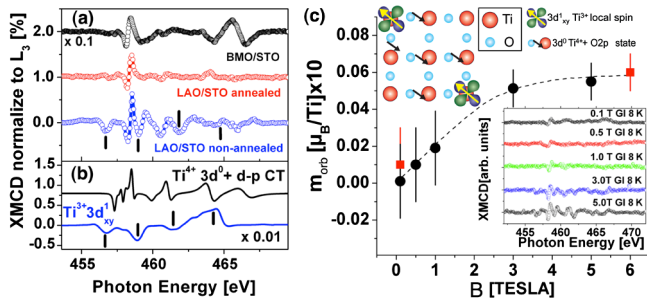 (a)
XMCD normalize to L3 [%]
2.0
1.0
0.0
x 0.1
BMO/STO
LAO/STO annealed
LAO/STO non-annealed
(b)
Ti4+ 3d0 + d-p CT
1.5
1.0
0.5
0.0
-0.5
Ti3+3d1xy
x 0.01
455 460 465
Photon Energy [eV]
(c)
morb [μB/Ti]x10
0.10
0.08
0.06
0.04
0.02
0.00
-0.02
Ti
O
3d1xy Ti3+ local spin
3d0Ti4++ O2p state
XMCD[arb. units]
0.1 T GI 8 K
0.5 T GI 8 K
1.0 T GI 8 K
3.0T GI 8 K
5.0T GI 8 K
455 460 465 470
Photon Energy [eV]
0 1 2 3 4 5 6
B [TESLA]